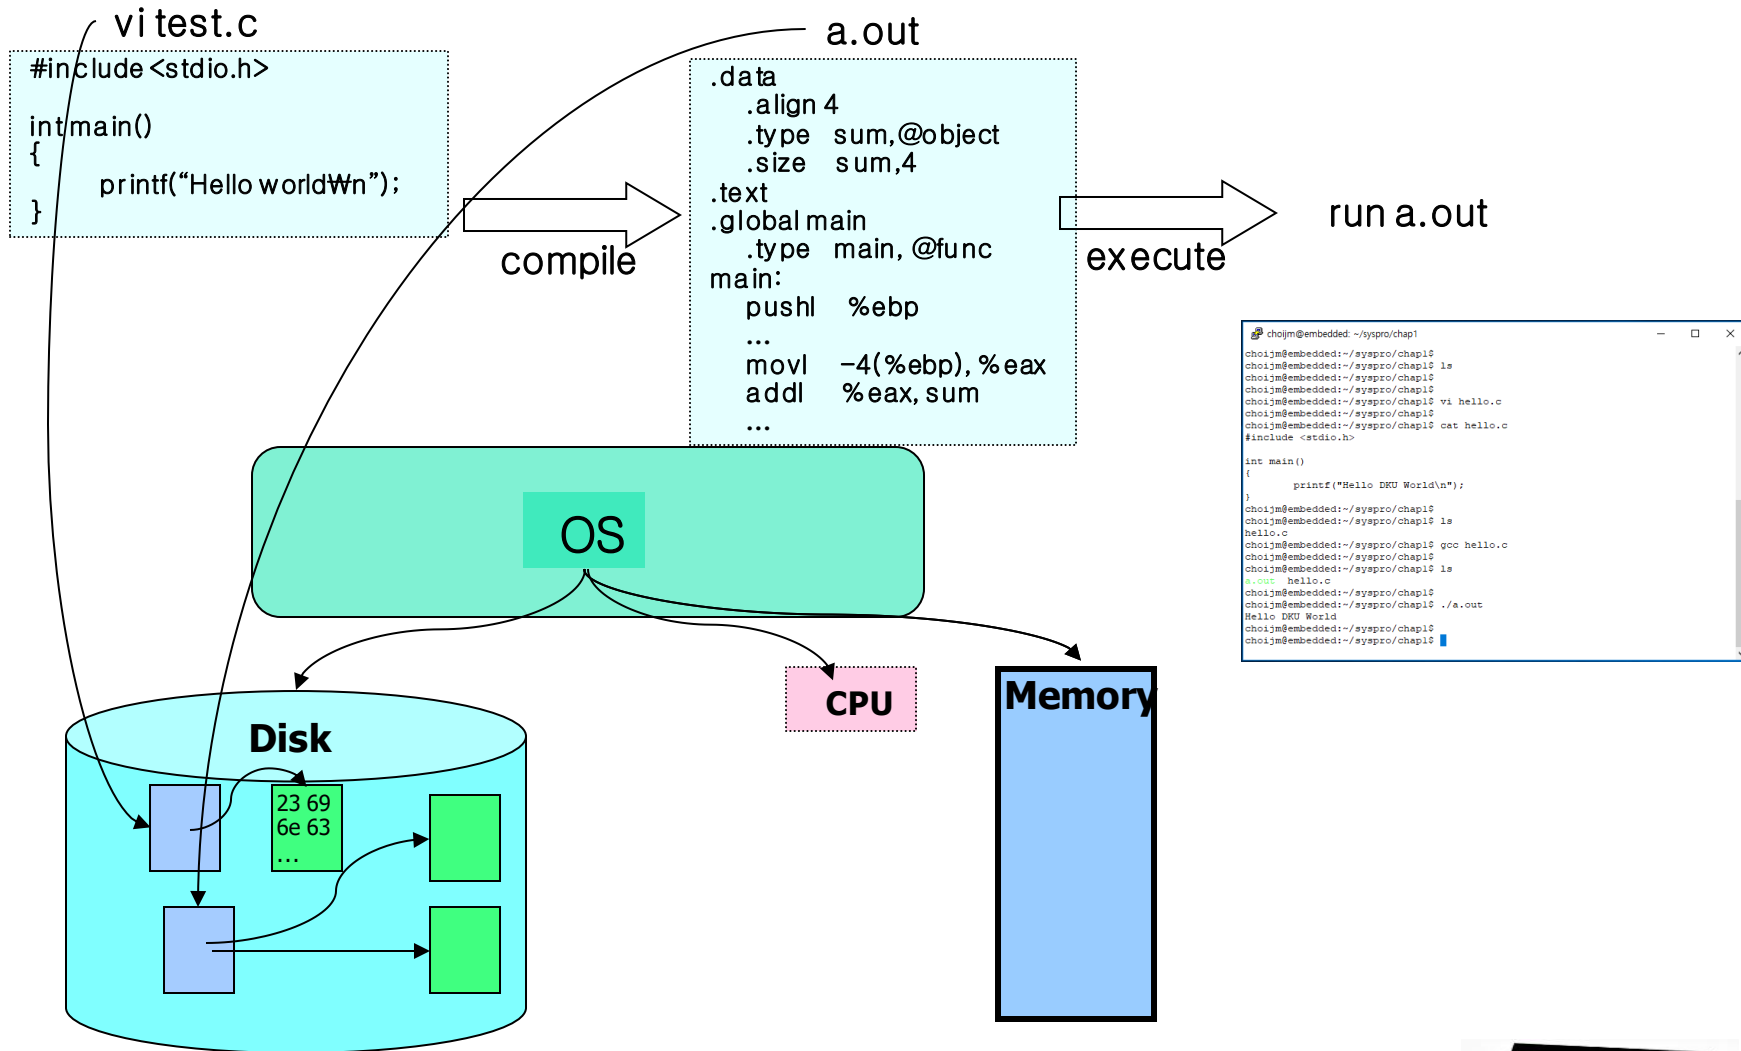 vi test.c
#include <stdio.h>
int main()
{
printf(“Hello world₩n”);
}
compile
a.out
.data
.align 4
.type sum,@object
.size sum,4
.text
.global main
.type main, @func
main:
pushl %ebp
...
movl -4(%ebp), %eax
addl %eax, sum
...
execute
run a.out
choijm@embedded: ~/syspro/chap1
choijm@embedded:~/syspro/chap1$
choijm@embedded:~/syspro/chap1$ ls
choijm@embedded:~/syspro/chap1$
choijm@embedded:~/syspro/chap1$
choijm@embedded:~/syspro/chap1$ vi hello.c
choijm@embedded:~/syspro/chap1$
choijm@embedded:~/syspro/chap1$ cat hello.c
#include <stdio.h>
int main()
{
printf("Hello DKU World\n");
}
choijm@embedded:~/syspro/chap1$
choijm@embedded:~/syspro/chap1$ ls
hello.c
choijm@embedded:~/syspro/chap1$ gcc hello.c
choijm@embedded:~/syspro/chap1$
choijm@embedded:~/syspro/chap1$ ls
a.out hello.c
choijm@embedded:~/syspro/chap1$
choijm@embedded:~/syspro/chap1$ ./a.out
Hello DKU World
choijm@embedded:~/syspro/chap1$
choijm@embedded:~/syspro/chap1$
OS
Disk
23 69
6e 63
...
CPU
Memory